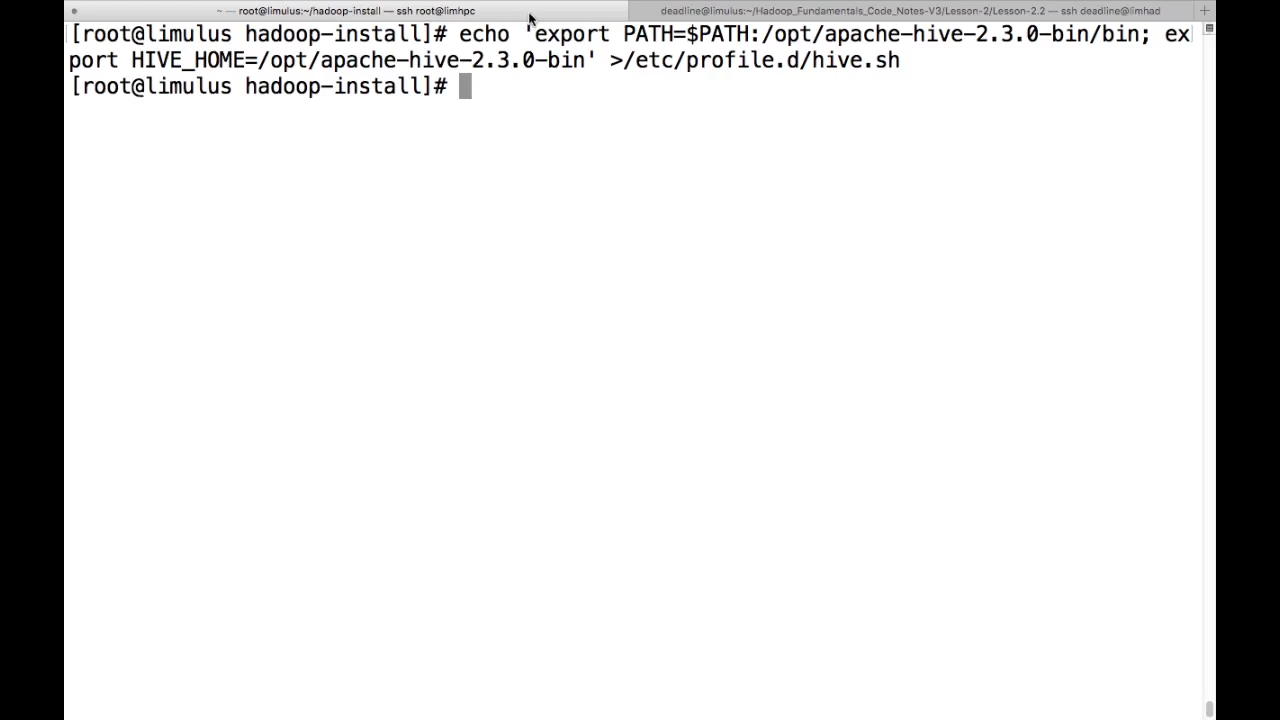 ~ — root@limulus:~/hadoop-install — ssh root@limhpc
deadline@limulus:~/Hadoop_Fundamentals_Code_Notes-V3/Lesson-2/Lesson-2.2 — ssh deadline@limhad
[root@limulus hadoop-install]# echo 'export PATH=$PATH:/opt/apache-hive-2.3.0-bin/bin; ex
port HIVE_HOME=/opt/apache-hive-2.3.0-bin' >/etc/profile.d/hive.sh
[root@limulus hadoop-install]#